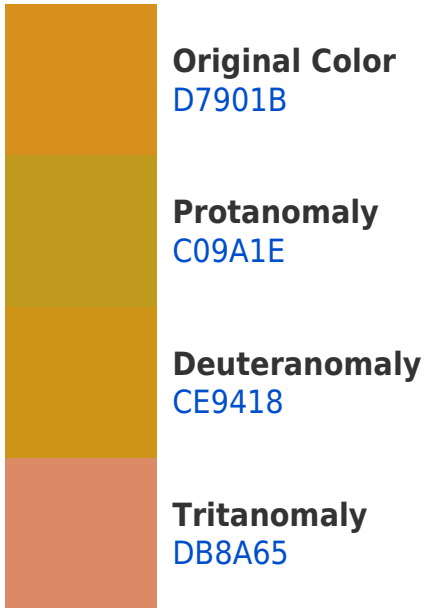 Original Color
D7901B
Protanomaly
C09A1E
Deuteranomaly
CE9418
Tritanomaly
DB8A65